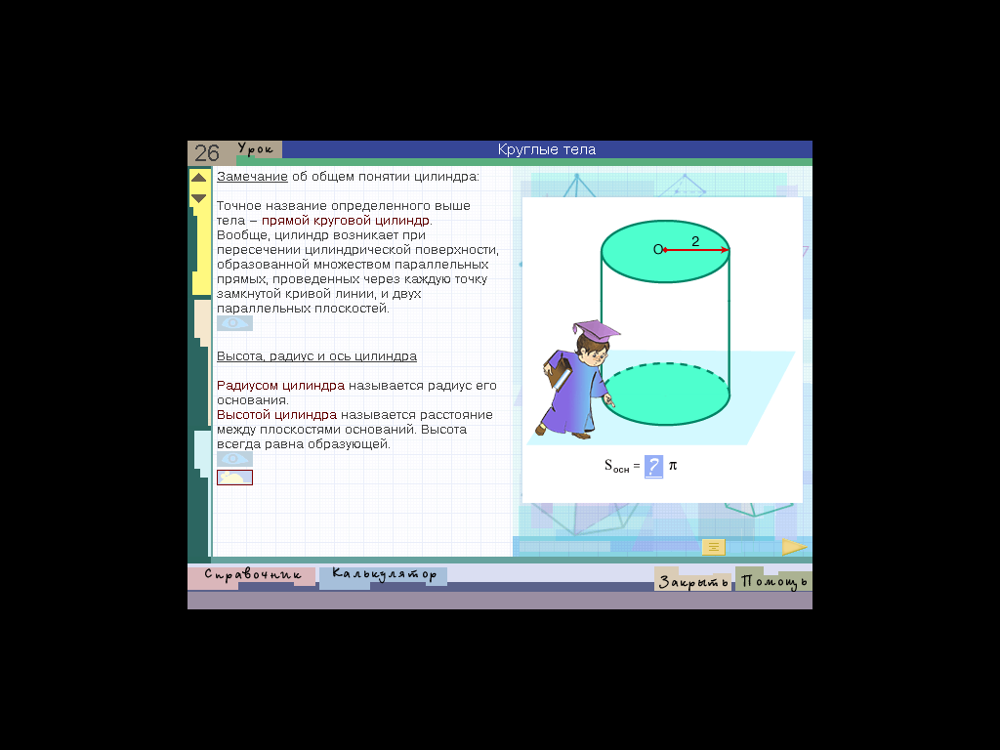 26
Урок
Круглые тела
Замечание об общем понятии цилиндра:
Точное название определенного выше
тела – прямой круговой цилиндр.
Вообще, цилиндр возникает при
пересечении цилиндрической поверхности,
образованной множеством параллельных
прямых, проведенных через каждую точку
замкнутой кривой линии, и двух
параллельных плоскостей.
Высота, радиус и ось цилиндра
Радиусом цилиндра называется радиус его
основания.
Высотой цилиндра называется расстояние
между плоскостями оснований. Высота
всегда равна образующей.
O 2
Sосн = ? π
Справочник
Калькулятор
Закрыть
Помощь